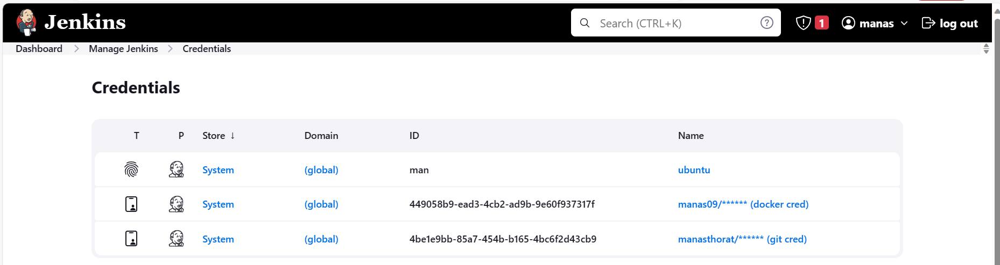 Jenkins Search (CTRL+K) 1 manas log out
Dashboard Manage Jenkins Credentials
Credentials
T P Store ↓ Domain ID Name
System (global) man ubuntu
System (global) 449058b9-ead3-4cb2-ad9b-9e60f937317f manas09/****** (docker cred)
System (global) 4be1e9bb-85a7-454b-b165-4bc6f2d43cb9 manasthorat/****** (git cred)